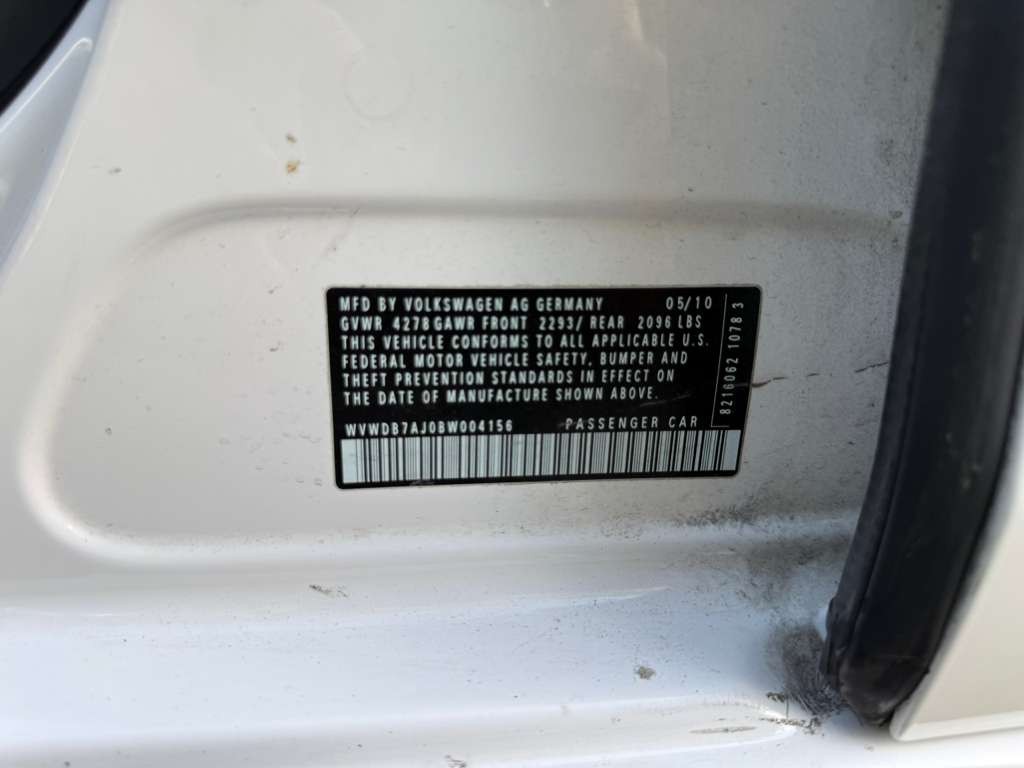 MFD BY VOLKSWAGEN AG GERMANY 05/10
GVWR 4278 GAWR FRONT 2293/ REAR 2096 LBS
THIS VEHICLE CONFORMS TO ALL APPLICABLE U.S.
FEDERAL MOTOR VEHICLE SAFETY, BUMPER AND
THEFT PREVENTION STANDARDS IN EFFECT ON
THE DATE OF MANUFACTURE SHOWN ABOVE.
WVWDB7AJ0BW004156 PASSENGER CAR
8216062 1078 3